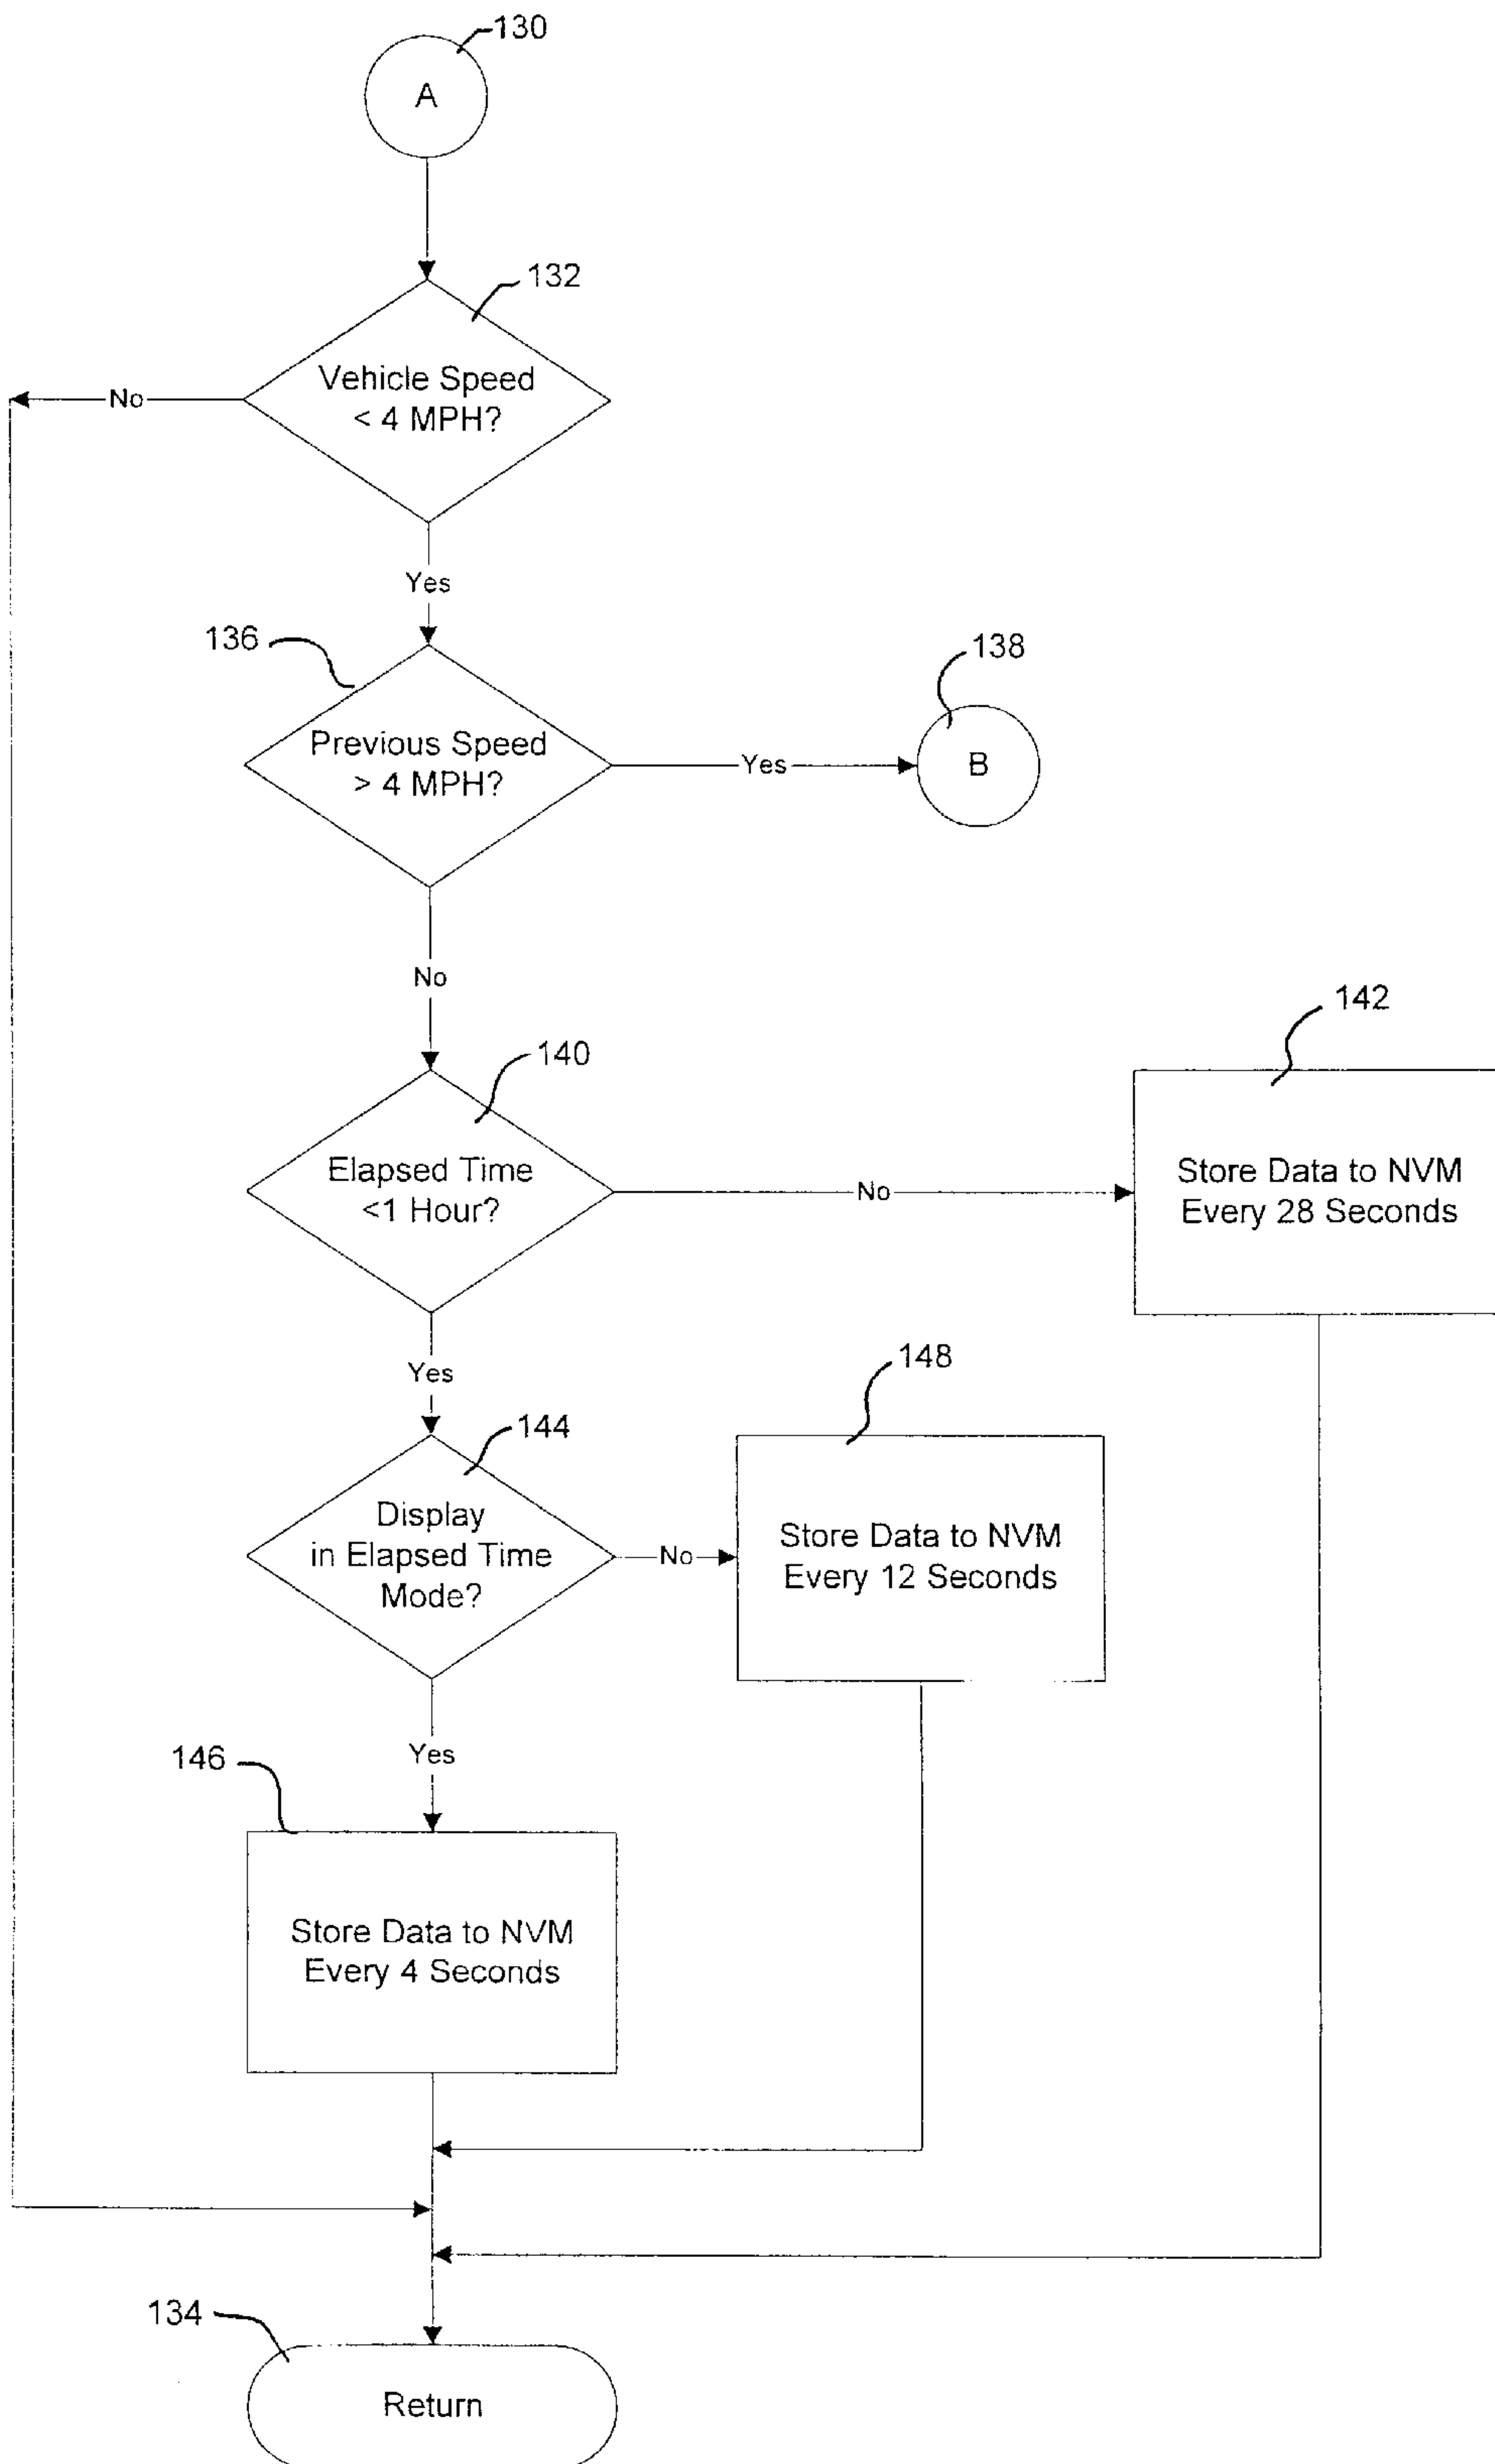 130
A
132
Vehicle Speed
< 4 MPH?
No
Yes
136
138
Previous Speed
> 4 MPH?
Yes
B
No
142
140
Elapsed Time
<1 Hour?
No
Store Data to NVM
Every 28 Seconds
Yes
148
144
Display
in Elapsed Time
Mode?
No
Store Data to NVM
Every 12 Seconds
Yes
146
Store Data to NVM
Every 4 Seconds
134
Return